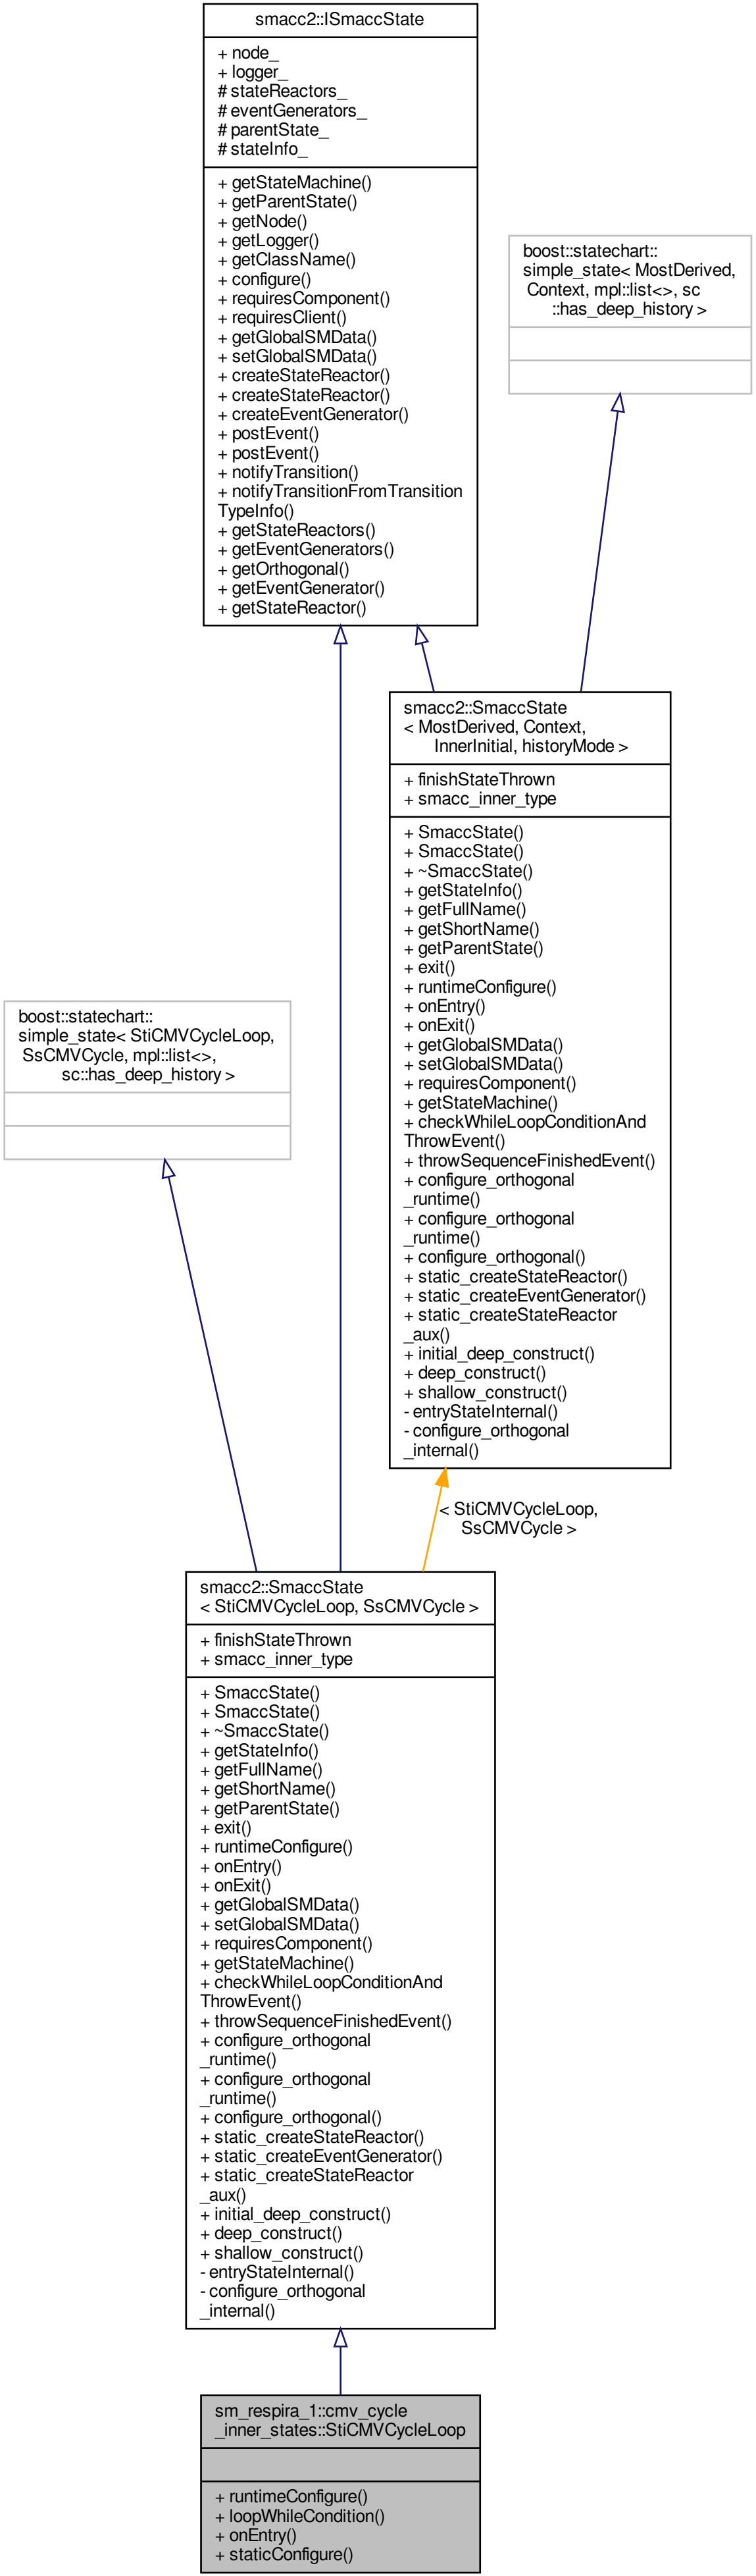 smacc2::ISmaccState
+ node_
+ logger_
# stateReactors_
# eventGenerators_
# parentState_
# stateInfo_
+ getStateMachine()
+ getParentState()
+ getNode()
+ getLogger()
+ getClassName()
+ configure()
+ requiresComponent()
+ requiresClient()
+ getGlobalSMData()
+ setGlobalSMData()
+ createStateReactor()
+ createStateReactor()
+ createEventGenerator()
+ postEvent()
+ postEvent()
+ notifyTransition()
+ notifyTransitionFromTransition
TypeInfo()
+ getStateReactors()
+ getEventGenerators()
+ getOrthogonal()
+ getEventGenerator()
+ getStateReactor()
boost::statechart::
simple_state< MostDerived,
Context, mpl::list<>, sc
::has_deep_history >
smacc2::SmaccState
< MostDerived, Context,
InnerInitial, historyMode >
+ finishStateThrown
+ smacc_inner_type
+ SmaccState()
+ SmaccState()
+ ~SmaccState()
+ getStateInfo()
+ getFullName()
+ getShortName()
+ getParentState()
+ exit()
+ runtimeConfigure()
+ onEntry()
+ onExit()
+ getGlobalSMData()
+ setGlobalSMData()
+ requiresComponent()
+ getStateMachine()
+ checkWhileLoopConditionAnd
ThrowEvent()
+ throwSequenceFinishedEvent()
+ configure_orthogonal
_runtime()
+ configure_orthogonal
_runtime()
+ configure_orthogonal()
+ static_createStateReactor()
+ static_createEventGenerator()
+ static_createStateReactor
_aux()
+ initial_deep_construct()
+ deep_construct()
+ shallow_construct()
- entryStateInternal()
- configure_orthogonal
_internal()
boost::statechart::
simple_state< StiCMVCycleLoop,
SsCMVCycle, mpl::list<>,
sc::has_deep_history >
< StiCMVCycleLoop,
SsCMVCycle >
smacc2::SmaccState
< StiCMVCycleLoop, SsCMVCycle >
+ finishStateThrown
+ smacc_inner_type
+ SmaccState()
+ SmaccState()
+ ~SmaccState()
+ getStateInfo()
+ getFullName()
+ getShortName()
+ getParentState()
+ exit()
+ runtimeConfigure()
+ onEntry()
+ onExit()
+ getGlobalSMData()
+ setGlobalSMData()
+ requiresComponent()
+ getStateMachine()
+ checkWhileLoopConditionAnd
ThrowEvent()
+ throwSequenceFinishedEvent()
+ configure_orthogonal
_runtime()
+ configure_orthogonal
_runtime()
+ configure_orthogonal()
+ static_createStateReactor()
+ static_createEventGenerator()
+ static_createStateReactor
_aux()
+ initial_deep_construct()
+ deep_construct()
+ shallow_construct()
- entryStateInternal()
- configure_orthogonal
_internal()
sm_respira_1::cmv_cycle
_inner_states::StiCMVCycleLoop
+ runtimeConfigure()
+ loopWhileCondition()
+ onEntry()
+ staticConfigure()